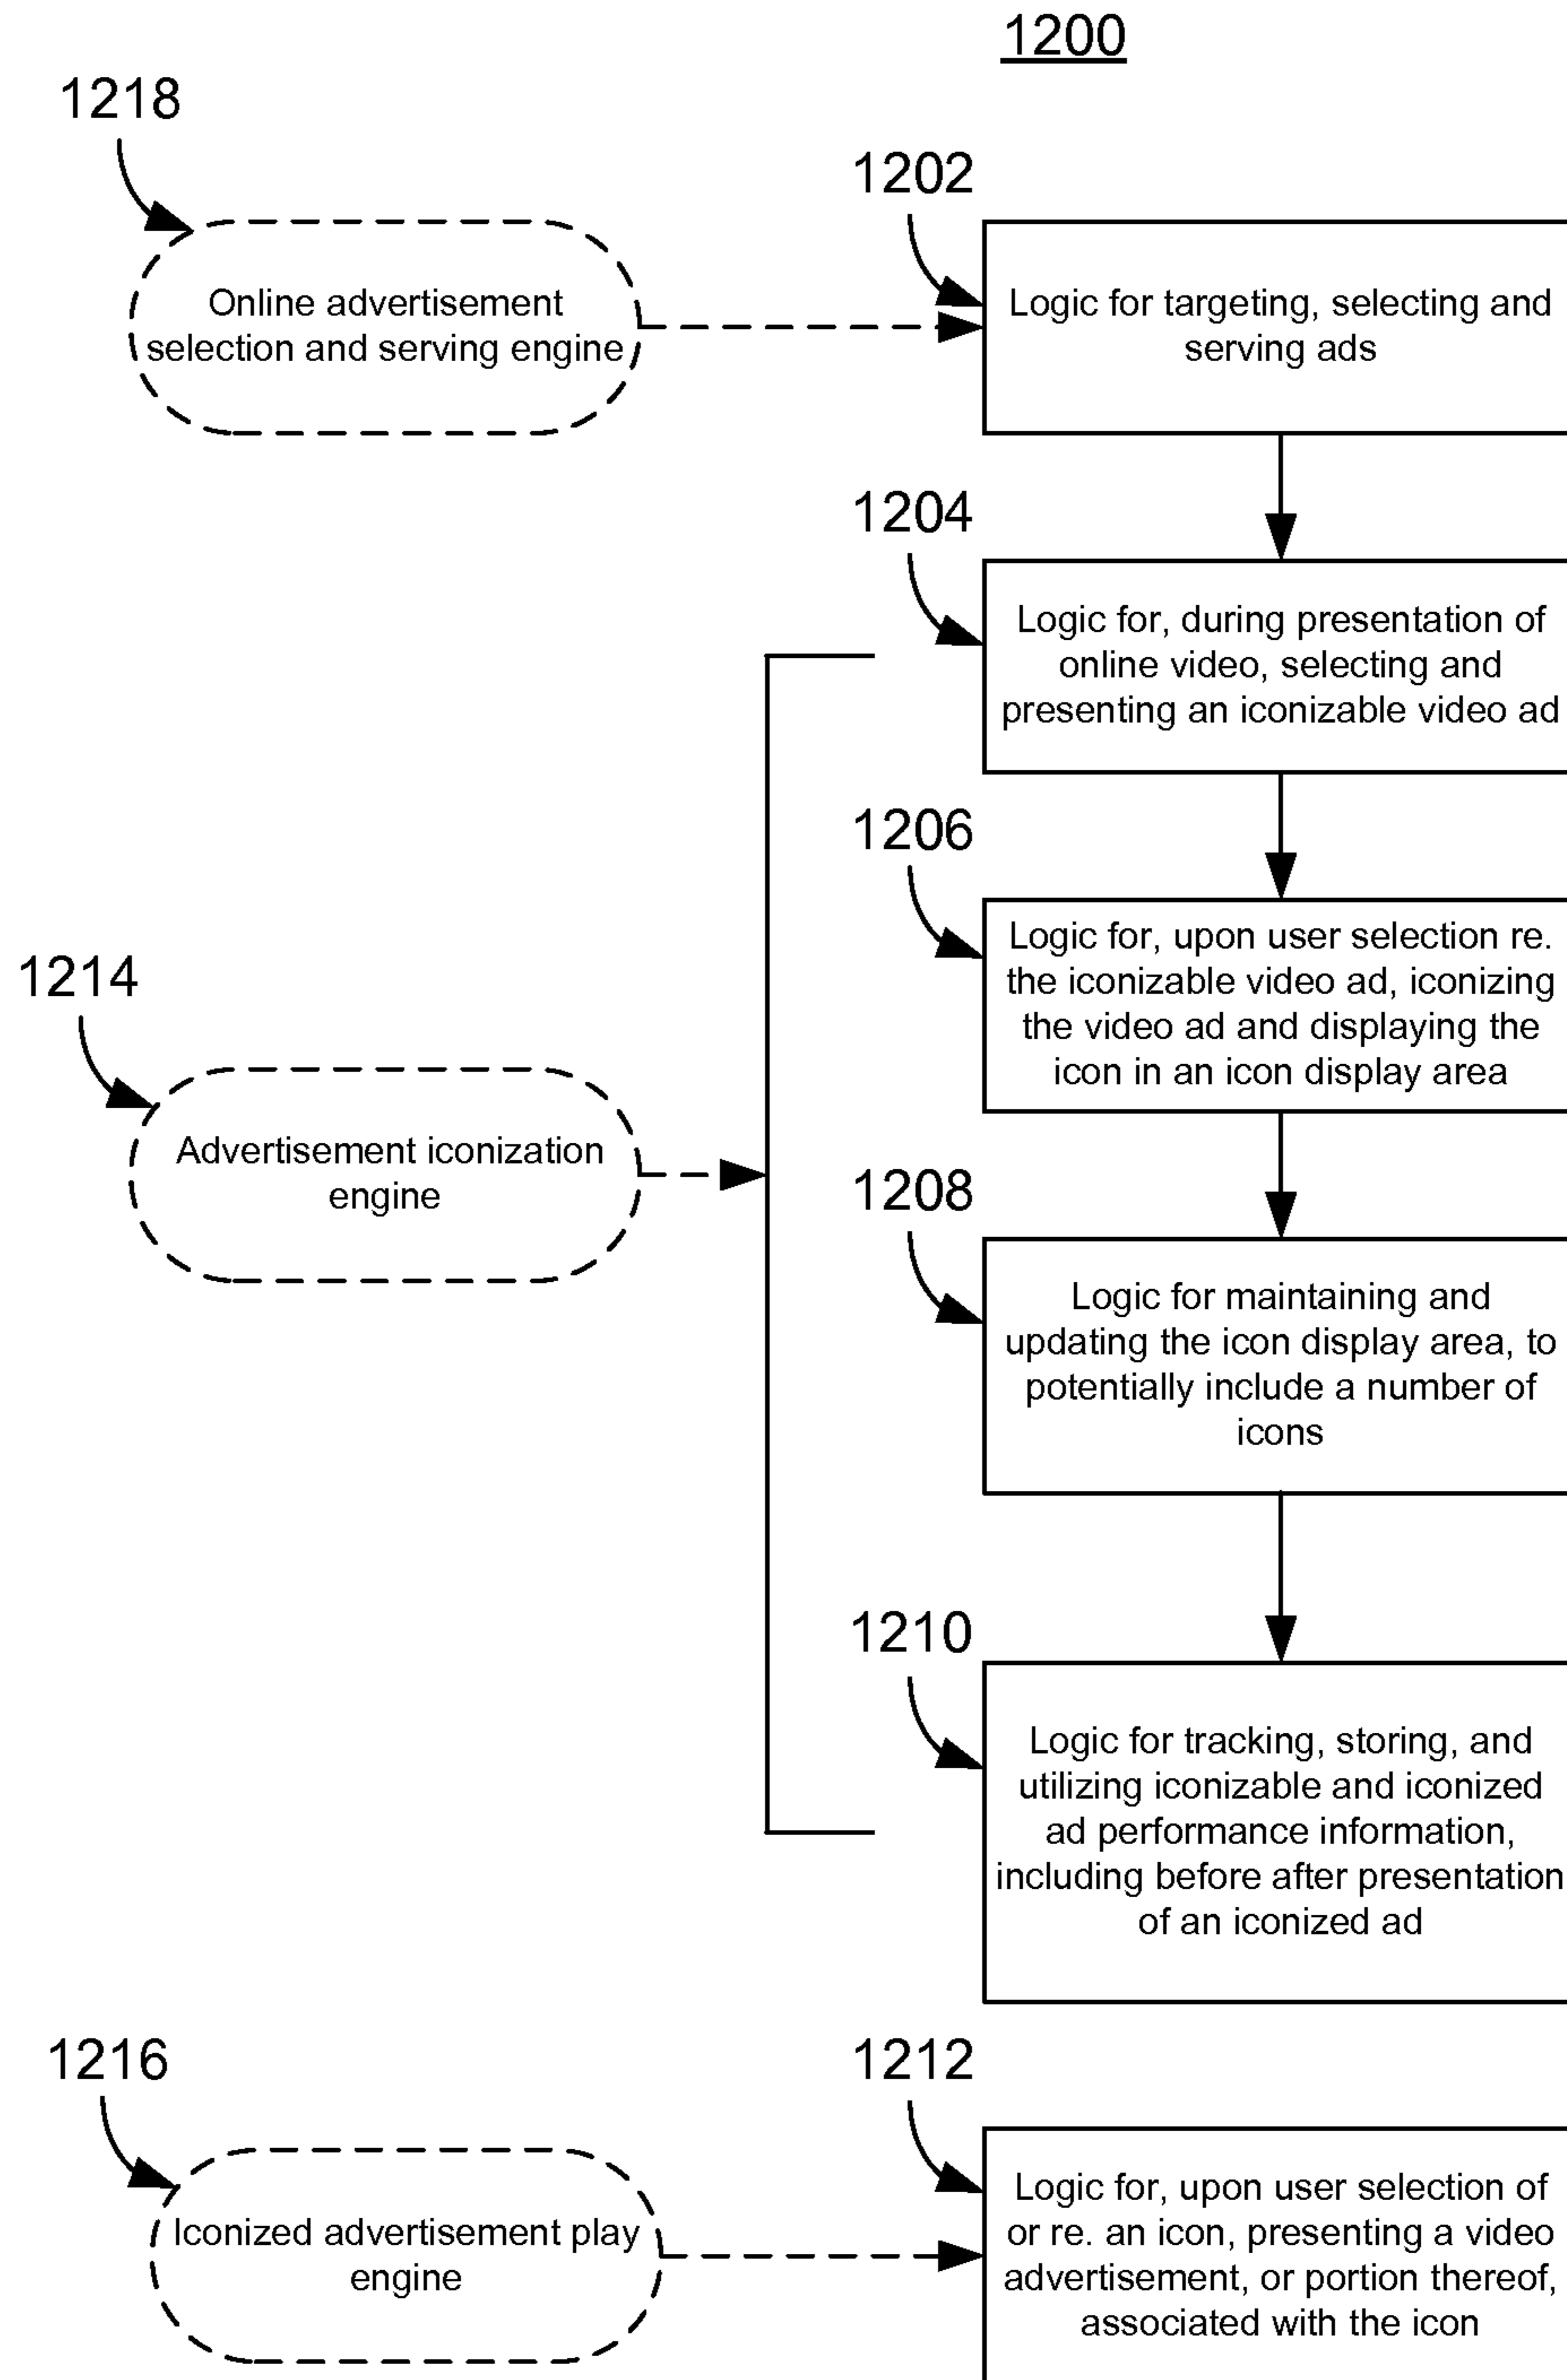 1200
1218
1202
Online advertisement
selection and serving engine
Logic for targeting, selecting and
serving ads
1204
Logic for, during presentation of
online video, selecting and
presenting an iconizable video ad
1206
Logic for, upon user selection re.
the iconizable video ad, iconizing
the video ad and displaying the
icon in an icon display area
1214
Advertisement iconization
engine
1208
Logic for maintaining and
updating the icon display area, to
potentially include a number of
icons
1210
Logic for tracking, storing, and
utilizing iconizable and iconized
ad performance information,
including before after presentation
of an iconized ad
1216
1212
Iconized advertisement play
engine
Logic for, upon user selection of
or re. an icon, presenting a video
advertisement, or portion thereof,
associated with the icon